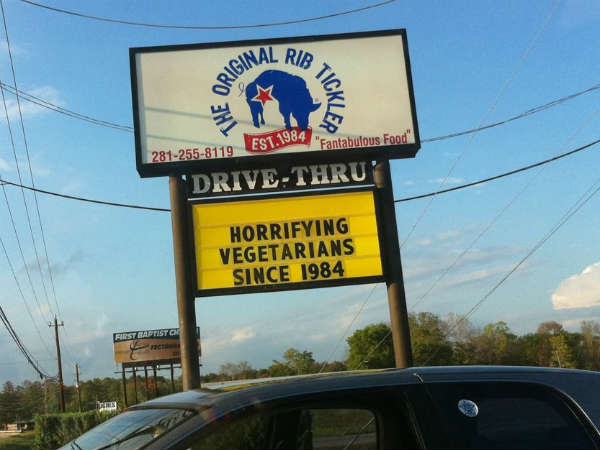 THE ORIGINAL RIB TICKLER
EST. 1984
281-255-8119
"Fantabulous Food"
DRIVE-THRU
HORRIFYING
VEGETARIANS
SINCE 1984
FIRST BAPTIST CH